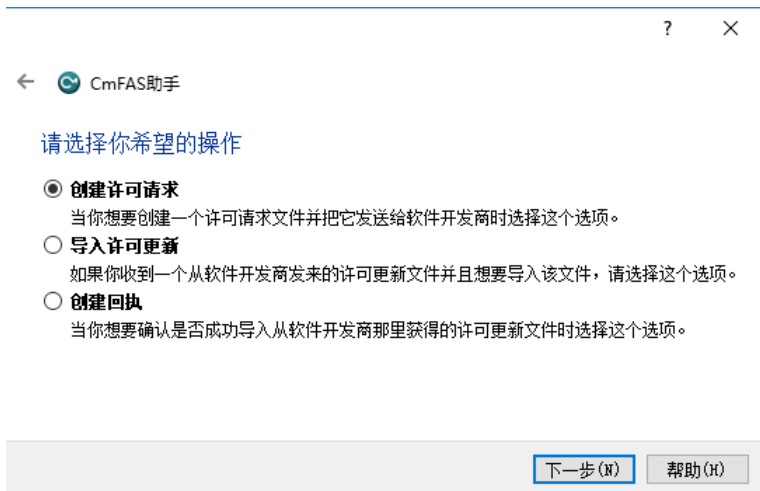 ?
CmFAS助手
请选择你希望的操作
创建许可请求
当你想要创建一个许可请求文件并把它发送给软件开发商时选择这个选项。
导入许可更新
如果你收到一个从软件开发商发来的许可更新文件并且想要导入该文件，请选择这个选项。
创建回执
当你想要确认是否成功导入从软件开发商那里获得的许可更新文件时选择这个选项。
下一步(N) 帮助(H)